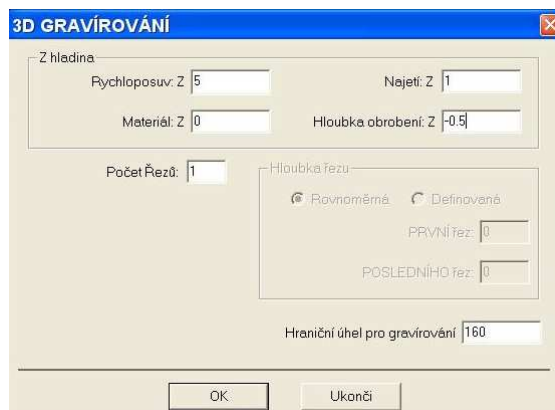 3D GRAVÍROVÁNÍ
Z hladina
Rychloposuv: Z 5 Najetí: Z 1
Materiál: Z 0 Hloubka obrobení: Z -0.5
Počet Řezů: 1
Hloubka řezu
Rovnoměrná Definovaná
PRVNÍ řez: 0
POSLEDNÍHO řez: 0
Hraniční úhel pro gravírování 160
OK Ukonči